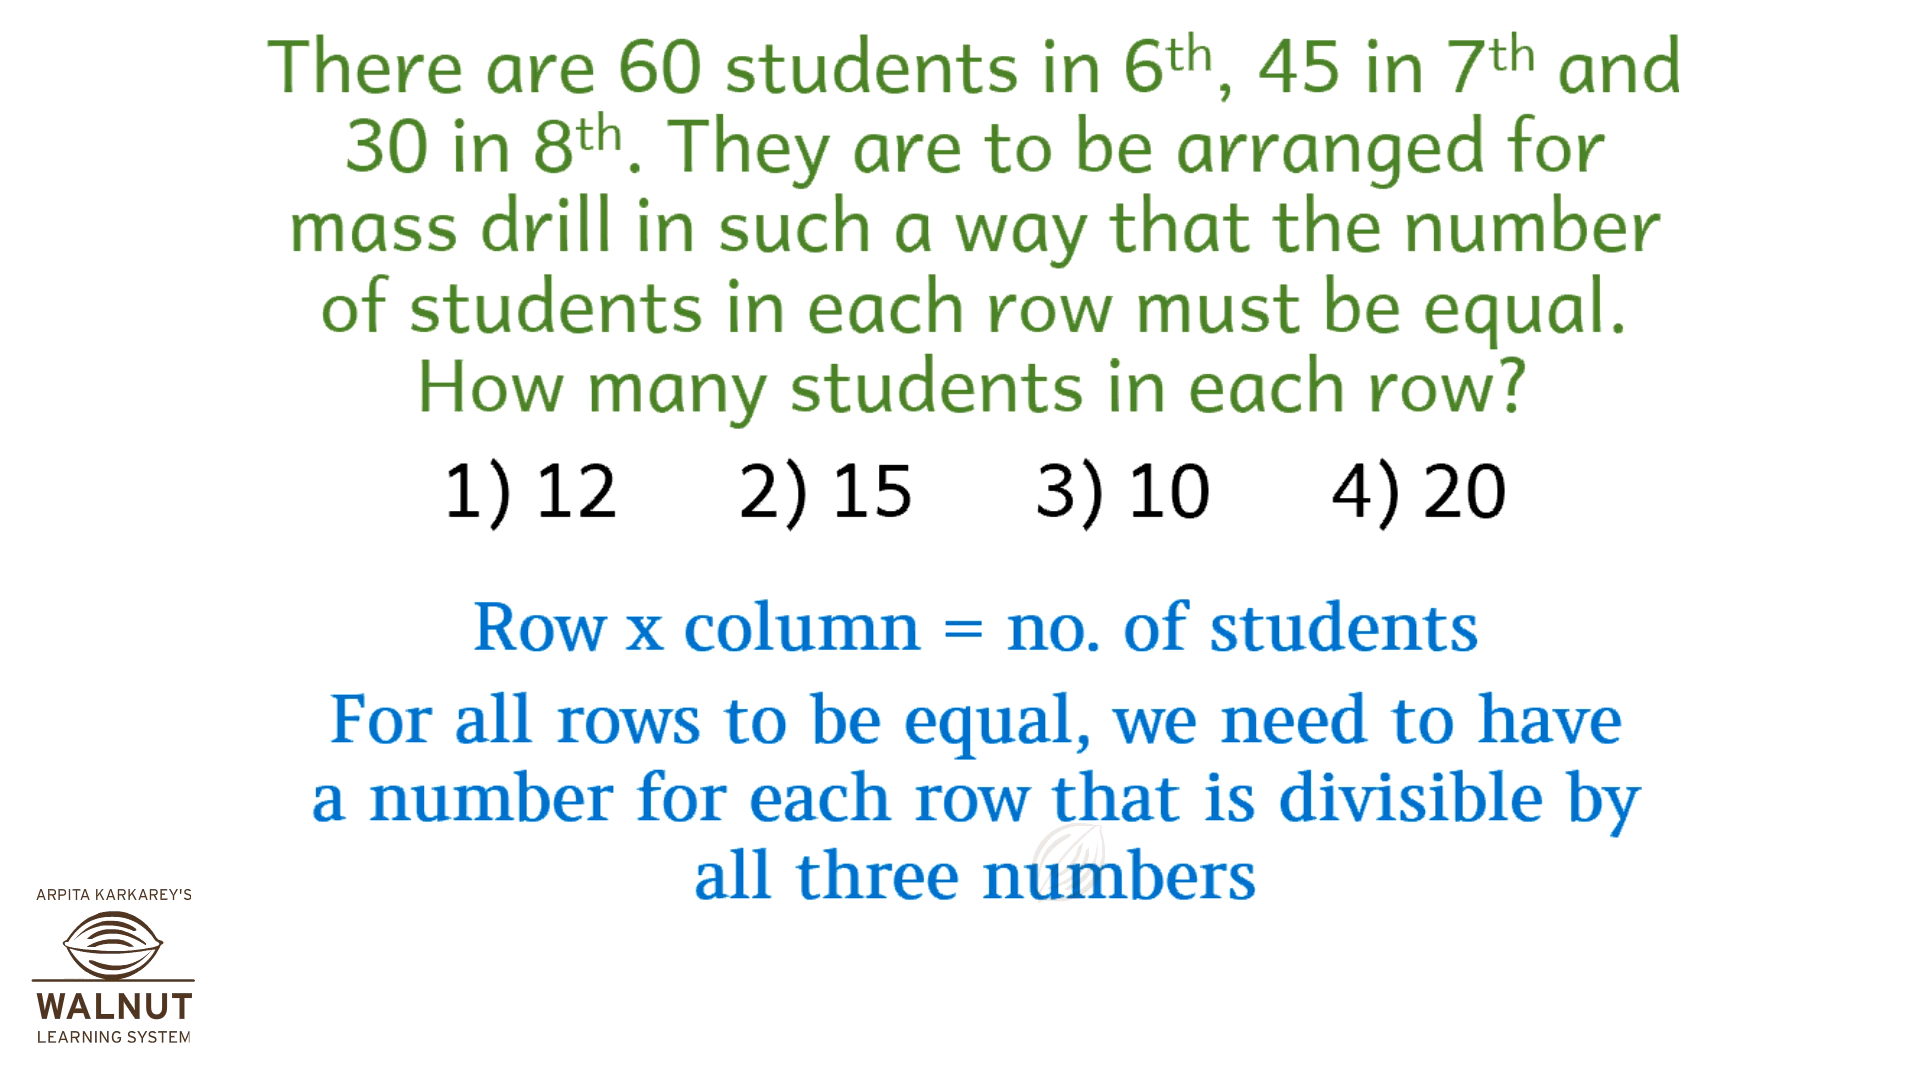 There are 60 students in 6th, 45 in 7th and
30 in 8th. They are to be arranged for
mass drill in such a way that the number
of students in each row must be equal.
How many students in each row?
1) 12 2) 15 3) 10 4) 20
Row x column = no. of students
For all rows to be equal, we need to have
a number for each row that is divisible by
all three numbers
ARPITA KARKAREY'S
WALNUT
LEARNING SYSTEM